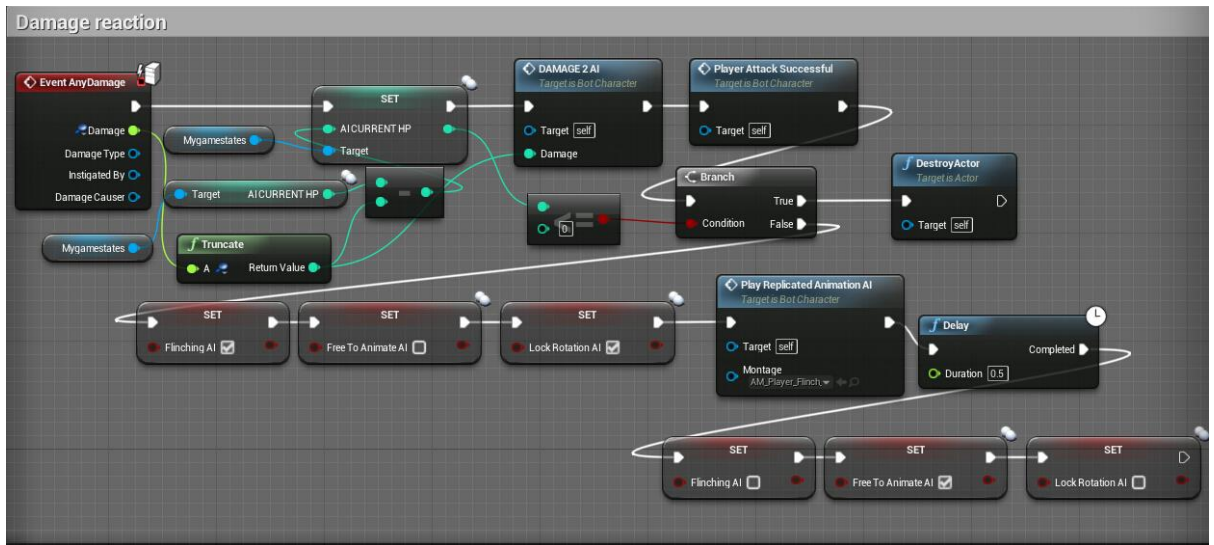 Damage reaction
Event AnyDamage
Damage
Damage Type
Instigated By
Damage Causer
Mygamestates
SET
AI CURRENT HP
Target
Target AI CURRENT HP
-
Mygamestates
Truncate
A Return Value
DAMAGE 2 AI
Target is Bot Character
Target self
Damage
Player Attack Successful
Target is Bot Character
Target self
<=
0
Branch
True
Condition False
DestroyActor
Target is Actor
Target self
SET
Flinching AI
SET
Free To Animate AI
SET
Lock Rotation AI
Play Replicated Animation AI
Target is Bot Character
Target self
Montage
AM_Player_Flinch_
Delay
Completed
Duration 0.5
SET
Flinching AI
SET
Free To Animate AI
SET
Lock Rotation AI